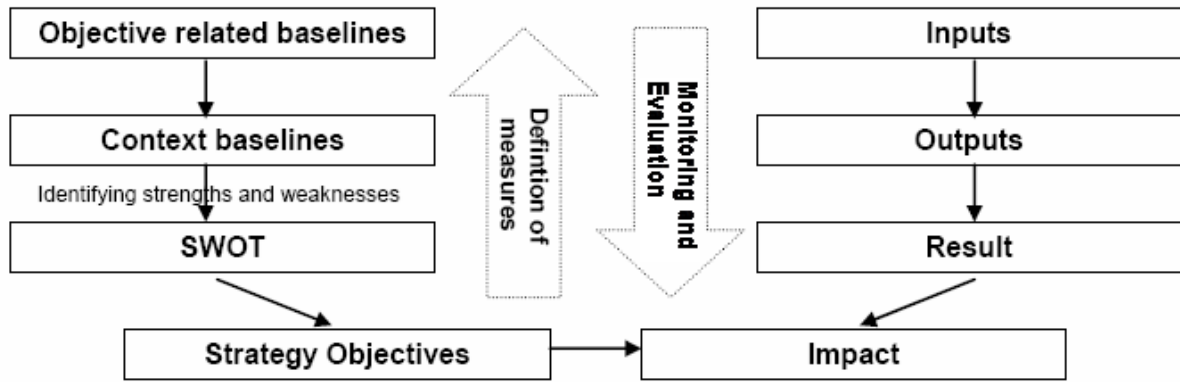 Objective related baselines
Context baselines
Identifying strengths and weaknesses
SWOT
Strategy Objectives
Defintion of
measures
Monitoring and
Evaluation
Inputs
Outputs
Result
Impact